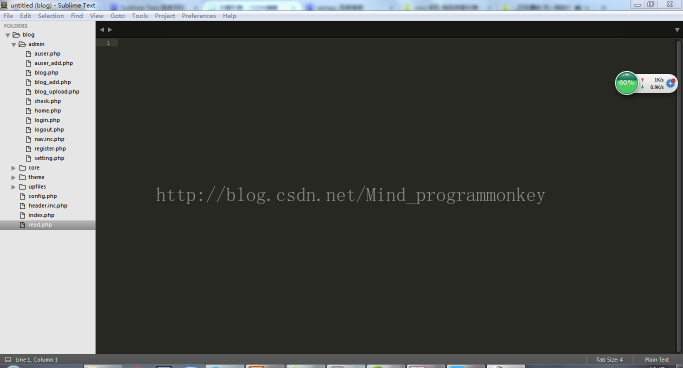 untitled (blog) - Sublime Text
File Edit Selection Find View Goto Tools Project Preferences Help
FOLDERS
blog
admin
auser.php
auser_add.php
blog.php
blog_add.php
blog_upload.php
check.php
home.php
login.php
logout.php
nav.inc.php
register.php
setting.php
core
theme
upfiles
config.php
header.inc.php
index.php
read.php
1
60%
1K/s
0.9K/s
http://blog.csdn.net/Mind_programmonkey
Line 1, Column 1
Tab Size: 4
Plain Text